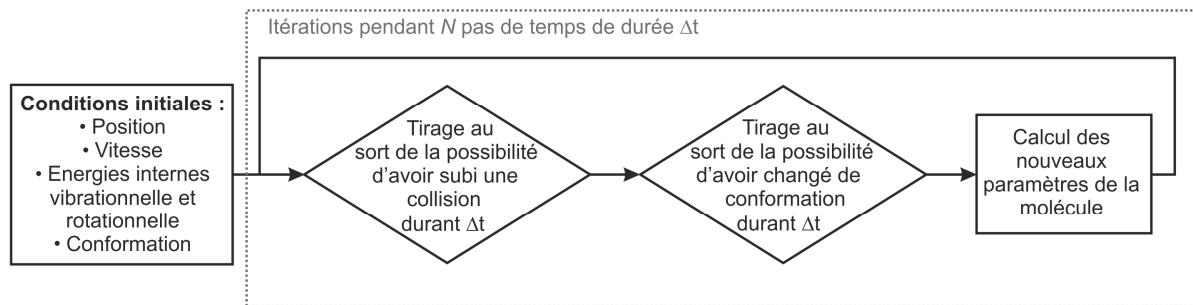 Itérations pendant N pas de temps de durée Δt
Conditions initiales :
• Position
• Vitesse
• Energies internes
vibrationnelle et
rotationnelle
• Conformation
Tirage au
sort de la possibilité
d'avoir subi une
collision
durant Δt
Tirage au
sort de la possibilité
d'avoir changé de
conformation
durant Δt
Calcul des
nouveaux
paramètres de la
molécule